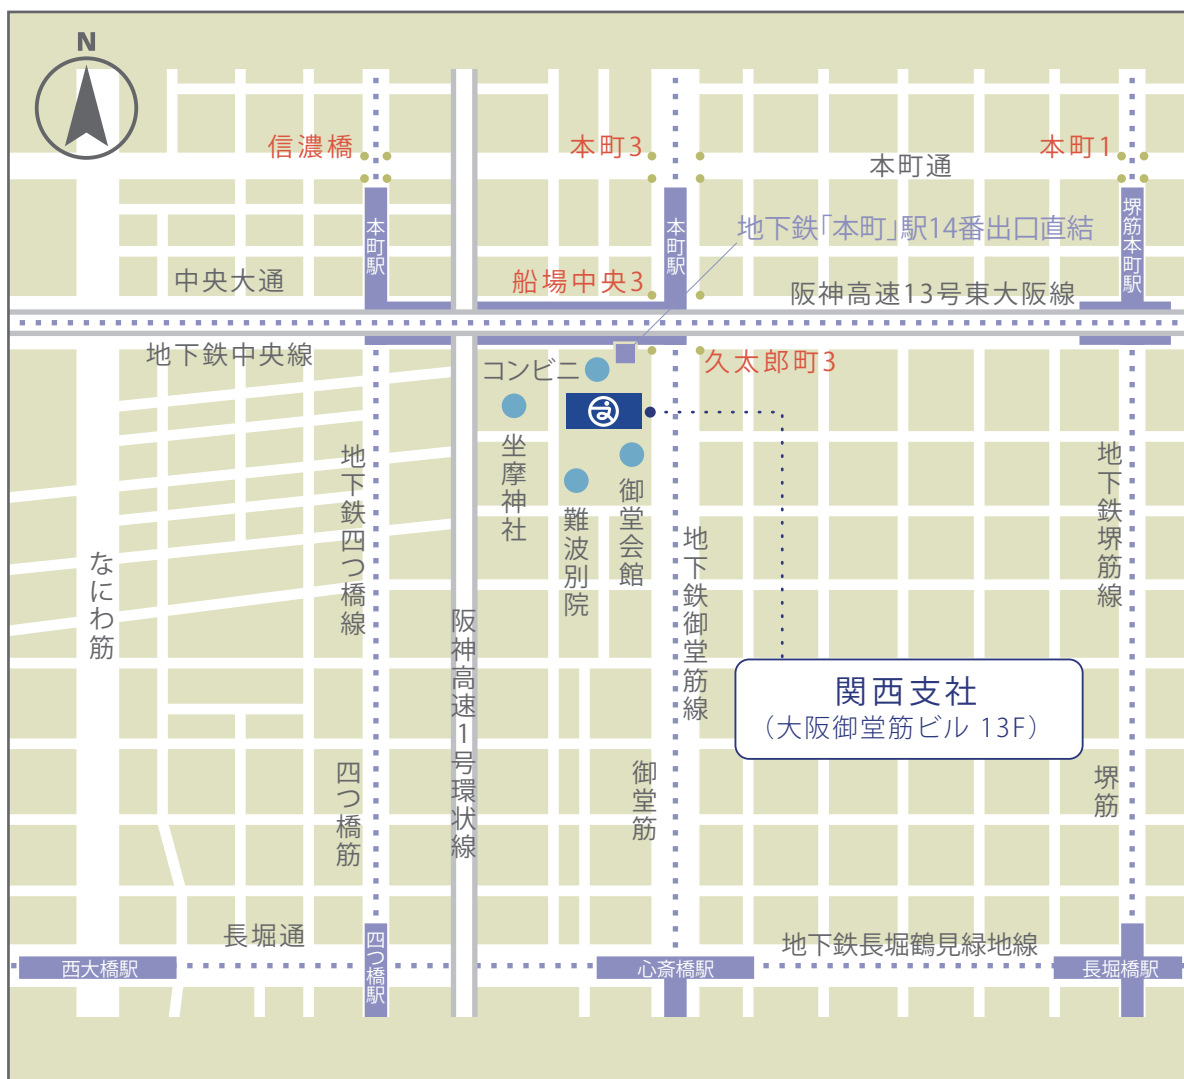 N
信濃橋
本町3
本町1
本町通
本町駅
本町駅
堺筋本町駅
地下鉄「本町」駅14番出口直結
中央大通
船場中央3
阪神高速13号東大阪線
地下鉄中央線
コンビニ
久太郎町3
坐摩神社
難波別院
御堂会館
地下鉄四つ橋線
地下鉄御堂筋線
地下鉄堺筋線
なにわ筋
阪神高速1号環状線
関西支社
（大阪御堂筋ビル 13F）
四つ橋筋
御堂筋
堺筋
長堀通
地下鉄長堀鶴見緑地線
西大橋駅
四つ橋駅
心斎橋駅
長堀橋駅